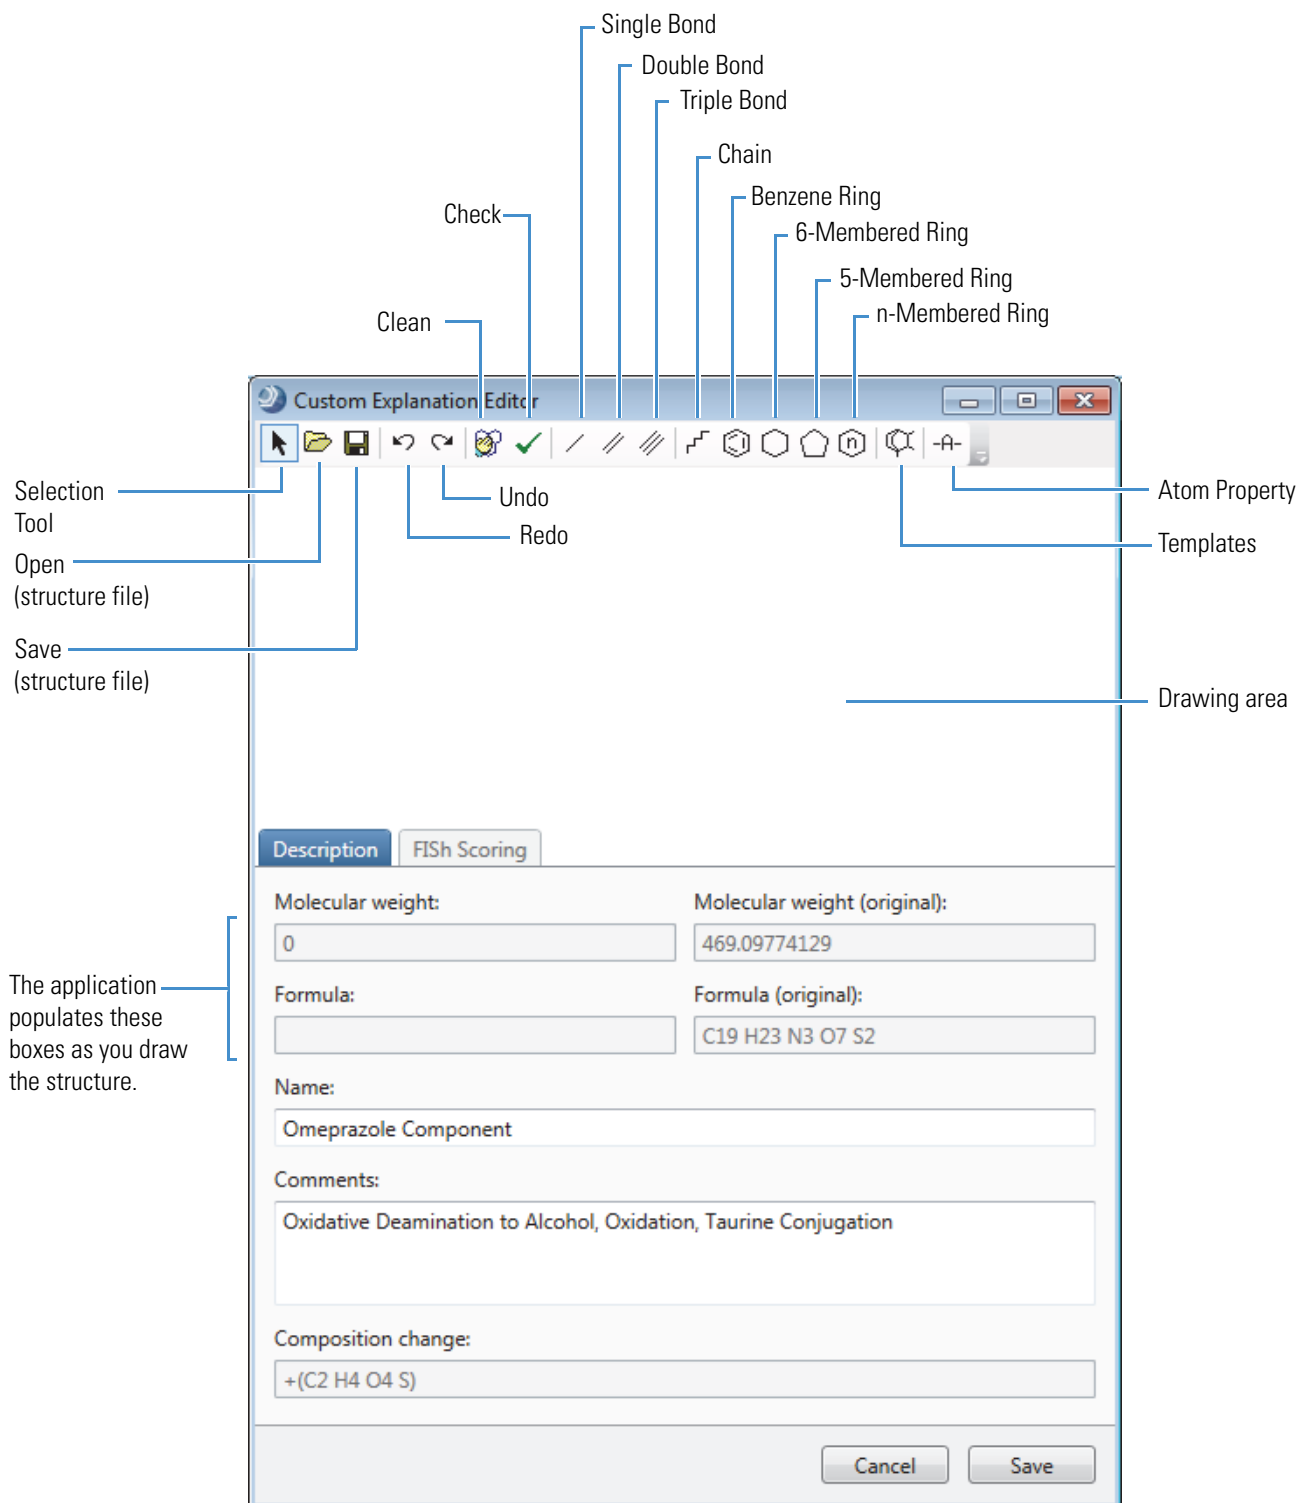 Single Bond
Double Bond
Triple Bond
Chain
Benzene Ring
Check
6-Membered Ring
5-Membered Ring
n-Membered Ring
Clean
Custom Explanation Editor
n
-A-
Selection
Tool
Undo
Redo
Atom Property
Templates
Open
(structure file)
Save
(structure file)
Drawing area
Description
FISh Scoring
Molecular weight:
Molecular weight (original):
0
469.09774129
The application
populates these
boxes as you draw
the structure.
Formula:
Formula (original):
C19 H23 N3 O7 S2
Name:
Omeprazole Component
Comments:
Oxidative Deamination to Alcohol, Oxidation, Taurine Conjugation
Composition change:
+(C2 H4 O4 S)
Cancel
Save